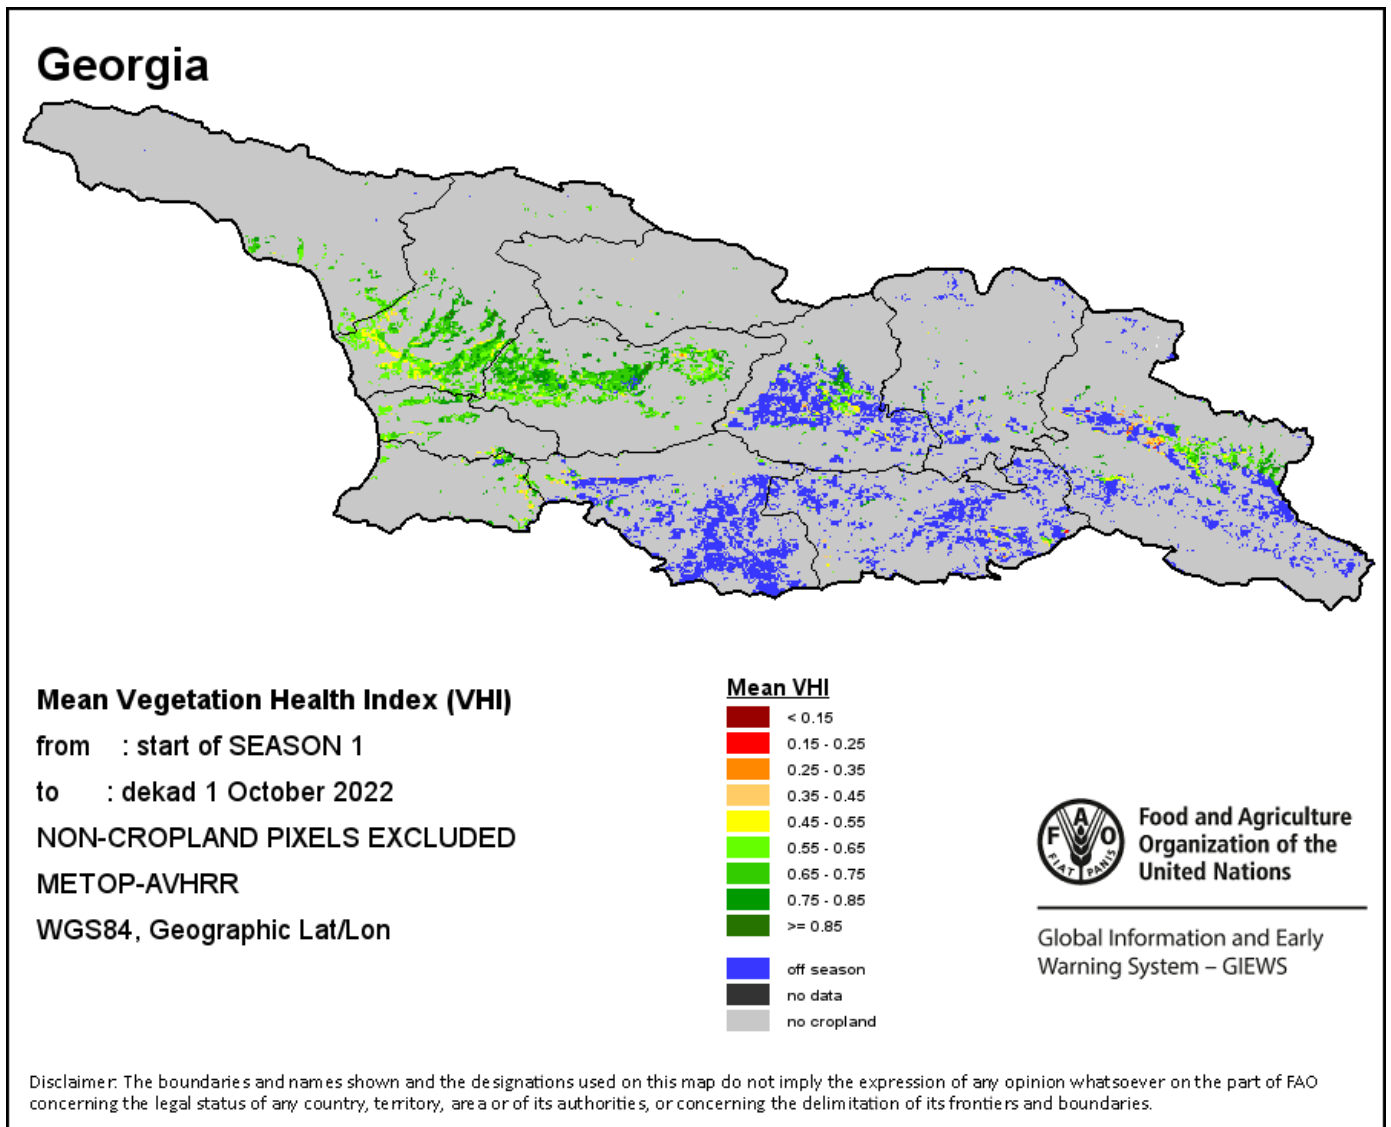 Georgia
Mean Vegetation Health Index (VHI)
from : start of SEASON 1
to : dekad 1 October 2022
NON-CROPLAND PIXELS EXCLUDED
METOP-AVHRR
WGS84, Geographic Lat/Lon
Mean VHI
< 0.15
0.15 - 0.25
0.25 - 0.35
0.35 - 0.45
0.45 - 0.55
0.55 - 0.65
0.65 - 0.75
0.75 - 0.85
>= 0.85
off season
no data
no cropland
F A O
FIAT PANIS
Food and Agriculture
Organization of the
United Nations
Global Information and Early
Warning System – GIEWS
Disclaimer: The boundaries and names shown and the designations used on this map do not imply the expression of any opinion whatsoever on the part of FAO
concerning the legal status of any country, territory, area or of its authorities, or concerning the delimitation of its frontiers and boundaries.